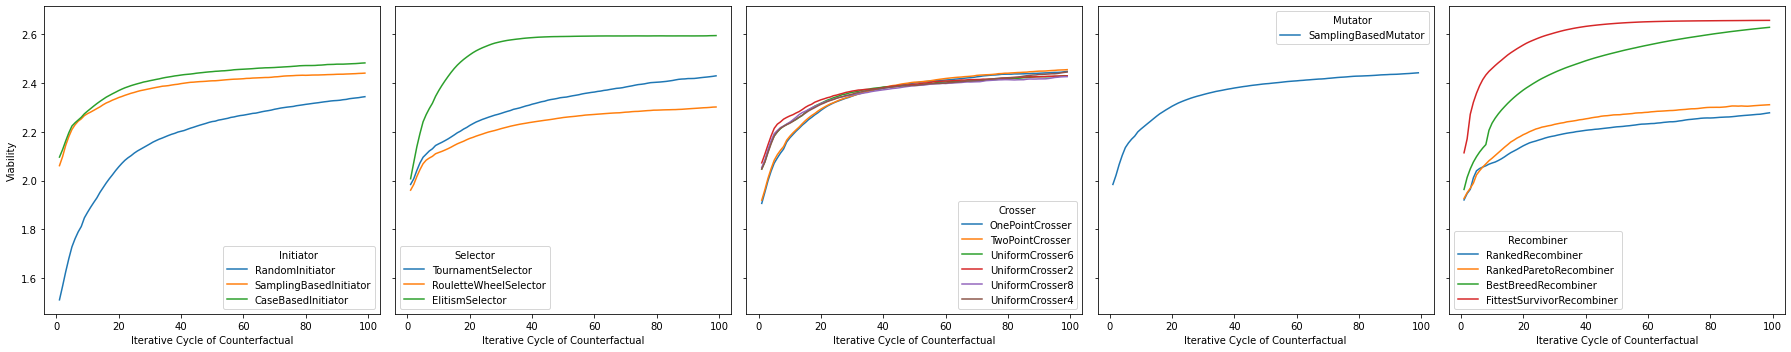 Viability
2.6
2.4
2.2
2.0
1.8
1.6
Initiator
RandomInitiator
SamplingBasedInitiator
CaseBasedInitiator
0 20 40 60 80 100
Iterative Cycle of Counterfactual
Selector
TournamentSelector
RouletteWheelSelector
ElitismSelector
0 20 40 60 80 100
Iterative Cycle of Counterfactual
Crosser
OnePointCrosser
TwoPointCrosser
UniformCrosser6
UniformCrosser2
UniformCrosser8
UniformCrosser4
0 20 40 60 80 100
Iterative Cycle of Counterfactual
Mutator
SamplingBasedMutator
0 20 40 60 80 100
Iterative Cycle of Counterfactual
Recombiner
RankedRecombiner
RankedParetoRecombiner
BestBreedRecombiner
FittestSurvivorRecombiner
0 20 40 60 80 100
Iterative Cycle of Counterfactual